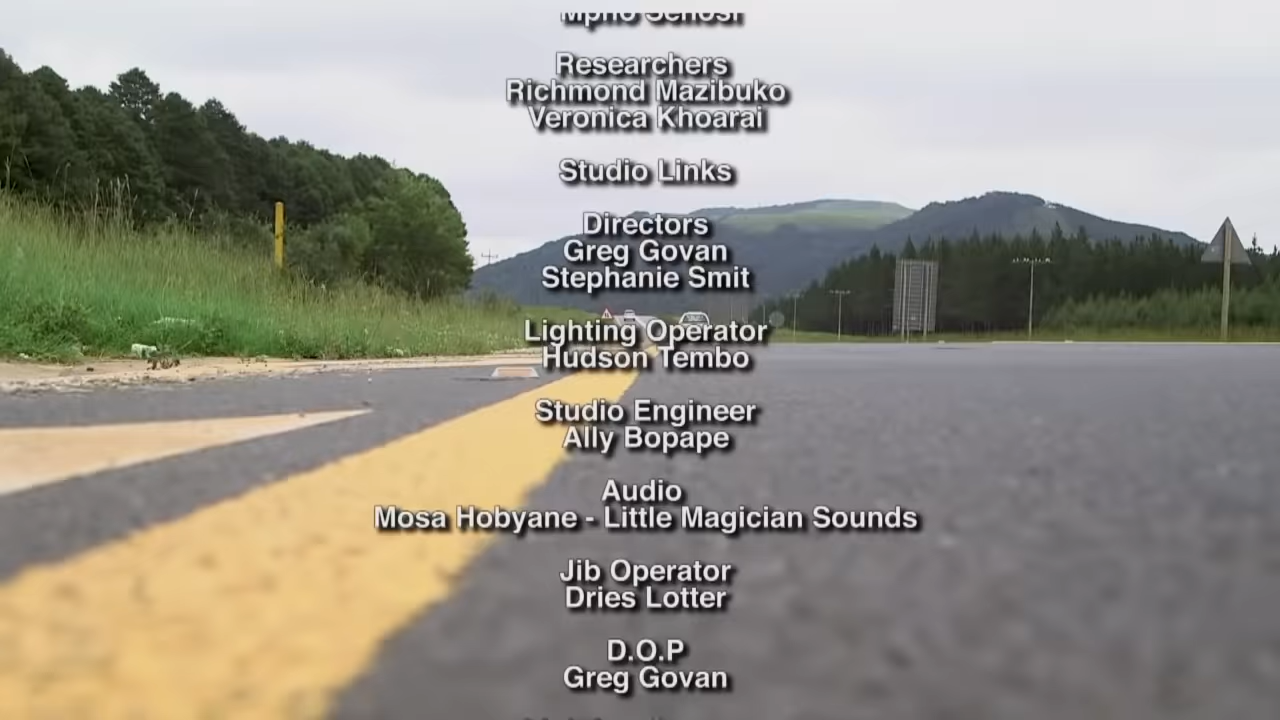 Researchers
Richmond Mazibuko
Veronica Khoarai
Studio Links
Directors
Greg Govan
Stephanie Smit
Lighting Operator
Hudson Tembo
Studio Engineer
Ally Bopape
Audio
Mosa Hobyane - Little Magician Sounds
Jib Operator
Dries Lotter
D.O.P
Greg Govan